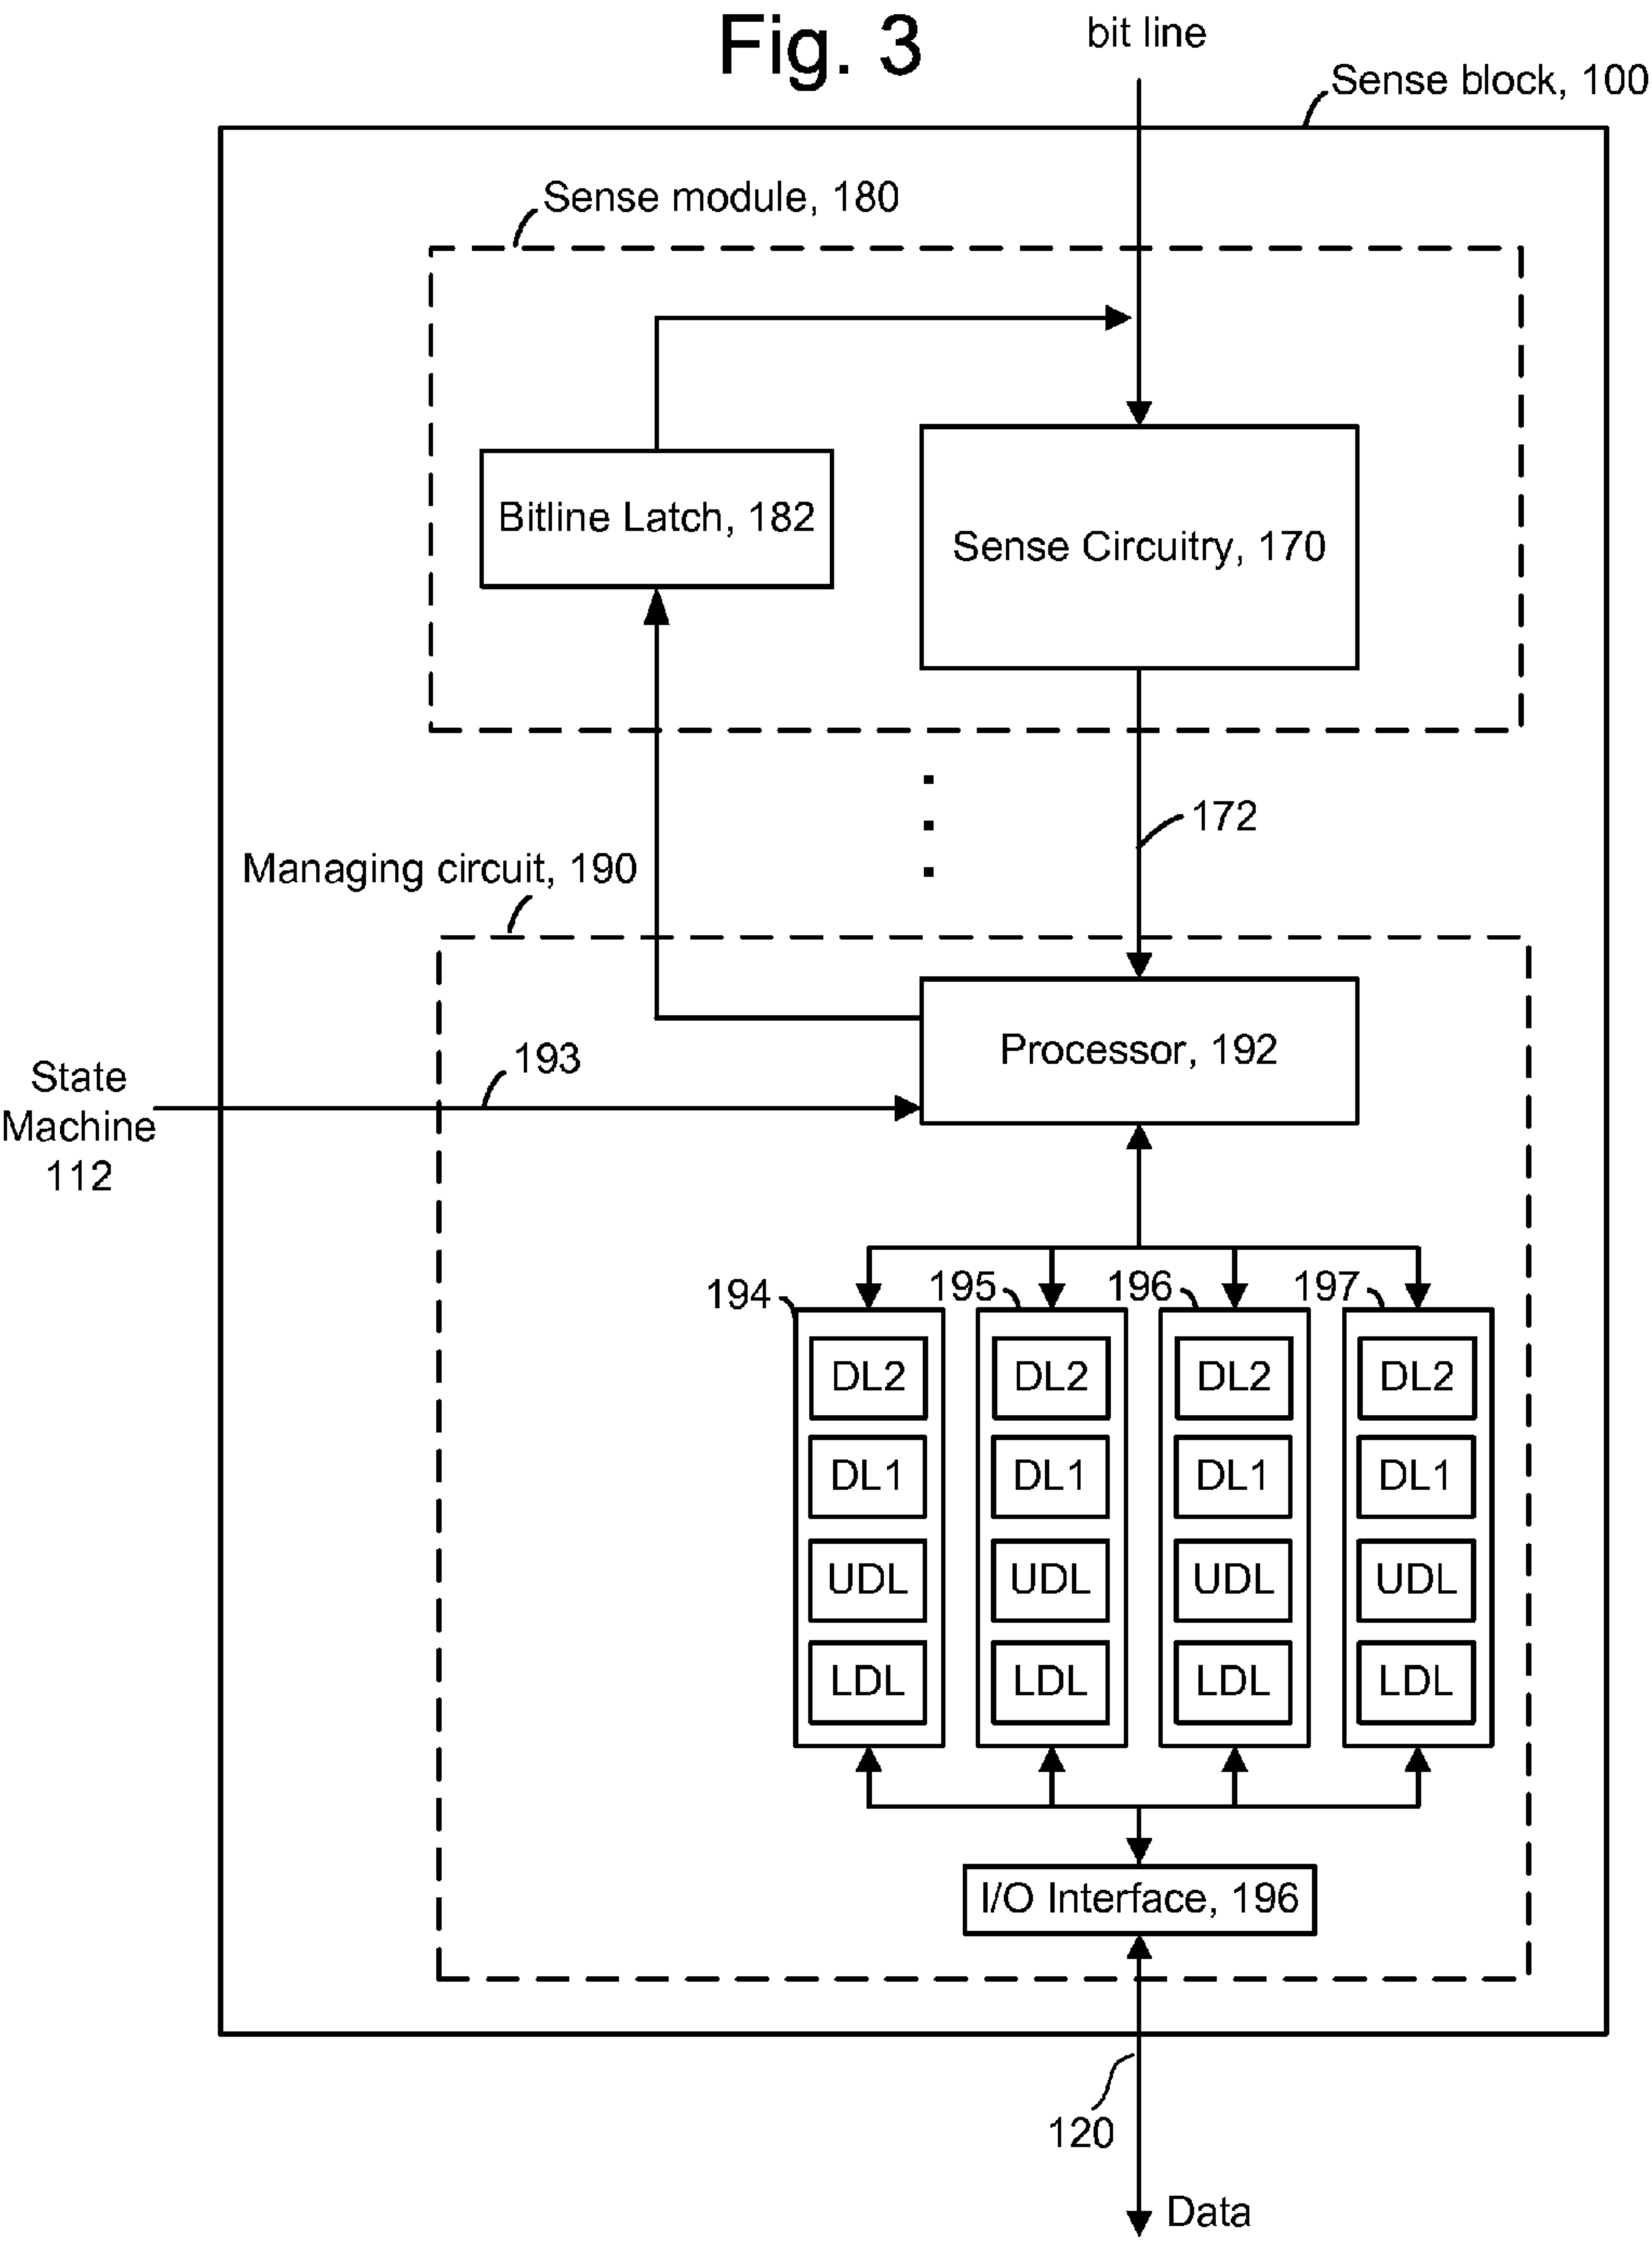 Fig. 3
bit line
Sense block, 100
Sense module, 180
Bitline Latch, 182
Sense Circuitry, 170
172
Managing circuit, 190
Processor, 192
193
State
Machine
112
194
195
196
197
DL2
DL2
DL2
DL2
DL1
DL1
DL1
DL1
UDL
UDL
UDL
UDL
LDL
LDL
LDL
LDL
I/O Interface, 196
120
Data